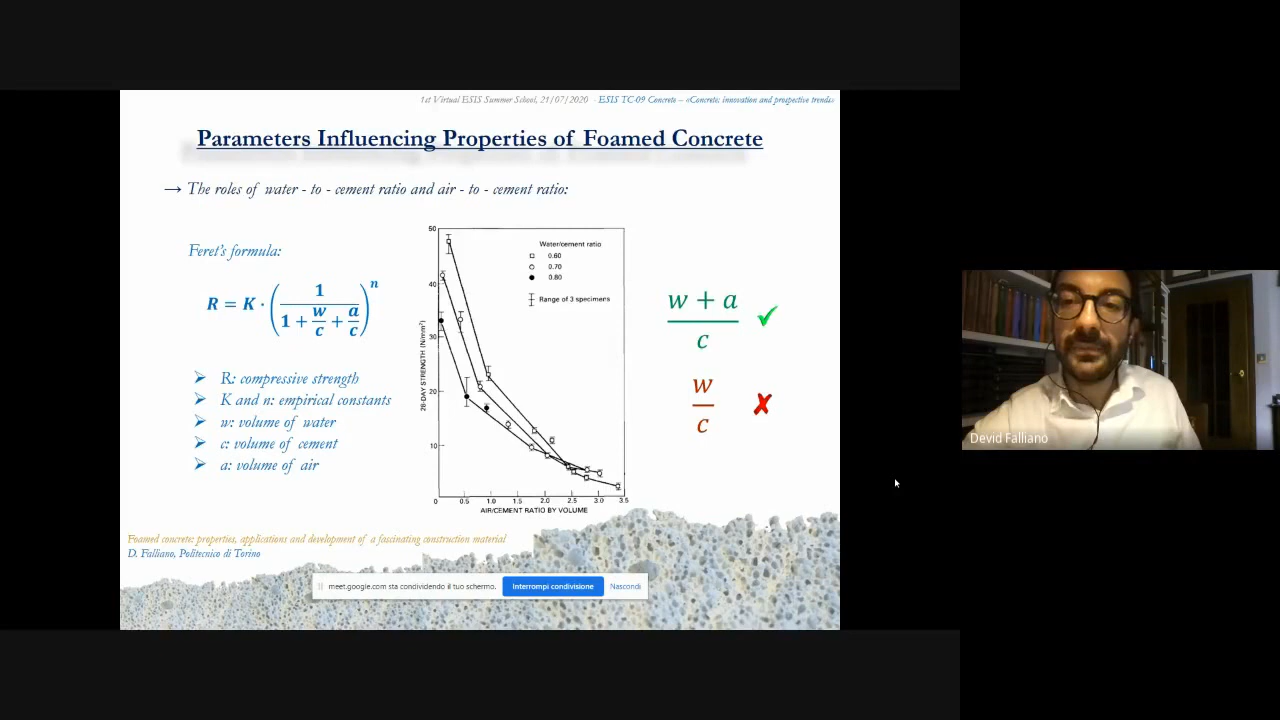 1st Virtual ESIS Summer School, 21/07/2020 - ESIS TC-09 Concrete – «Concrete: innovation and prospective trends»
Parameters Influencing Properties of Foamed Concrete
→ The roles of water - to - cement ratio and air - to - cement ratio:
Feret's formula:
R = K · (1 / (1 + w/c + a/c))^n
➢ R: compressive strength
➢ K and n: empirical constants
➢ w: volume of water
➢ c: volume of cement
➢ a: volume of air
50
40
30
20
10
0
28-DAY STRENGTH (N/mm²)
Water/cement ratio
0.60
0.70
0.80
Range of 3 specimens
0.5 1.0 1.5 2.0 2.5 3.0 3.5
AIR/CEMENT RATIO BY VOLUME
w + a
c
✓
w
c
✗
Foamed concrete: properties, applications and development of a fascinating construction material
D. Falliano, Politecnico di Torino
meet.google.com sta condividendo il tuo schermo.
Interrompi condivisione
Nascondi
Devid Falliano